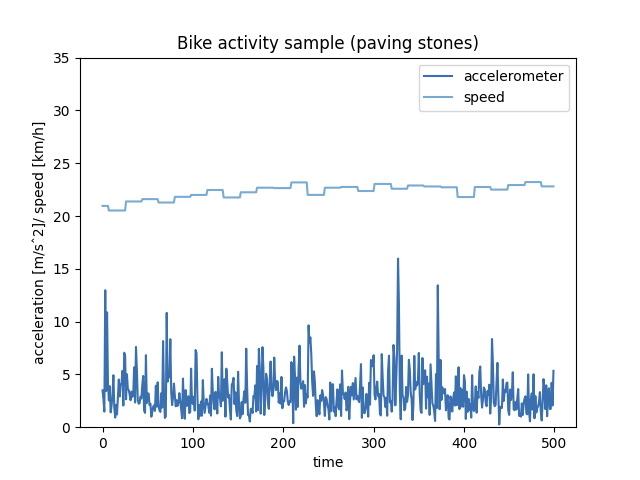 Bike activity sample (paving stones)
accelerometer
speed
acceleration [m/s^2]/ speed [km/h]
35
30
25
20
15
10
5
0
0 100 200 300 400 500
time